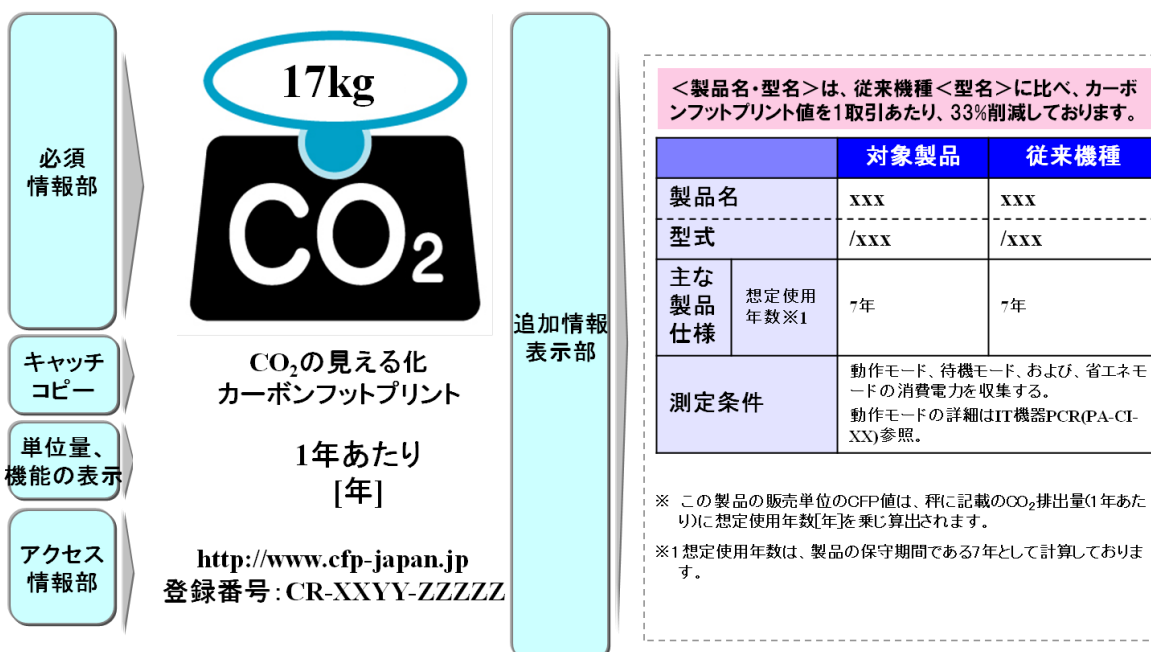 必須
情報部
17kg
CO2
キャッチ
コピー
CO₂の見える化
カーボンフットプリント
単位量、
機能の表示
1年あたり
[年]
アクセス
情報部
http://www.cfp-japan.jp
登録番号:CR-XXYY-ZZZZZ
追加情報
表示部
<製品名・型名>は、従来機種<型名>に比べ、カーボ
ンフットプリント値を1取引あたり、33%削減しております。
対象製品 従来機種
製品名 xxx xxx
型式 /xxx /xxx
主な
製品
仕様
想定使用
年数※1
7年 7年
測定条件
動作モード、待機モード、および、省エネモ
ードの消費電力を収集する。
動作モードの詳細はIT機器PCR(PA-CI-
XX)参照。
※ この製品の販売単位のCFP値は、秤に記載のCO₂排出量(1年あた
り)に想定使用年数[年]を乗じ算出されます。
※1 想定使用年数は、製品の保守期間である7年として計算しておりま
す。